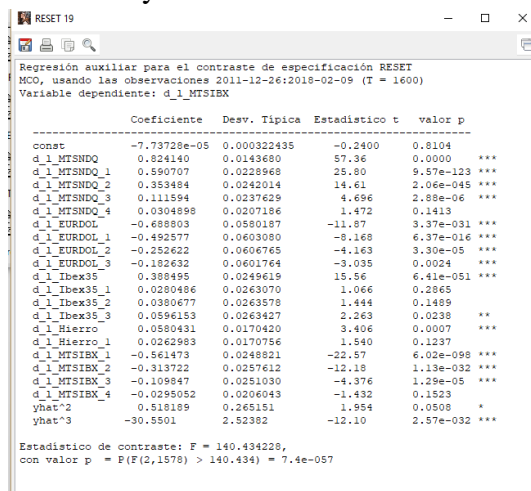 RESET 19
Regresión auxiliar para el contraste de especificación RESET
MCO, usando las observaciones 2011-12-26:2018-02-09 (T = 1600)
Variable dependiente: d_l_MTSIBX
Coeficiente Desv. Típica Estadístico t valor p
const -7.73728e-05 0.000322435 -0.2400 0.8104
d_l_MTSNDQ 0.824140 0.0143680 57.36 0.0000 ***
d_l_MTSNDQ_1 0.590707 0.0228968 25.80 9.57e-123 ***
d_l_MTSNDQ_2 0.353484 0.0242014 14.61 2.06e-045 ***
d_l_MTSNDQ_3 0.111594 0.0237629 4.696 2.88e-06 ***
d_l_MTSNDQ_4 0.0304898 0.0207186 1.472 0.1413
d_l_EURDOL -0.688803 0.0580187 -11.87 3.37e-031 ***
d_l_EURDOL_1 -0.492577 0.0603080 -8.168 6.37e-016 ***
d_l_EURDOL_2 -0.252622 0.0606765 -4.163 3.30e-05 ***
d_l_EURDOL_3 -0.182632 0.0601764 -3.035 0.0024 ***
d_l_Ibex35 0.388495 0.0249619 15.56 6.41e-051 ***
d_l_Ibex35_1 0.0280486 0.0263070 1.066 0.2865
d_l_Ibex35_2 0.0380677 0.0263578 1.444 0.1489
d_l_Ibex35_3 0.0596153 0.0263427 2.263 0.0238 **
d_l_Hierro 0.0580431 0.0170420 3.406 0.0007 ***
d_l_Hierro_1 0.0262983 0.0170756 1.540 0.1237
d_l_MTSIBX_1 -0.561473 0.0248821 -22.57 6.02e-098 ***
d_l_MTSIBX_2 -0.313722 0.0257612 -12.18 1.13e-032 ***
d_l_MTSIBX_3 -0.109847 0.0251030 -4.376 1.29e-05 ***
d_l_MTSIBX_4 -0.0295052 0.0206043 -1.432 0.1523
yhat^2 0.518189 0.265151 1.954 0.0508 *
yhat^3 -30.5501 2.52382 -12.10 2.57e-032 ***
Estadístico de contraste: F = 140.434228,
con valor p = P(F(2,1578) > 140.434) = 7.4e-057